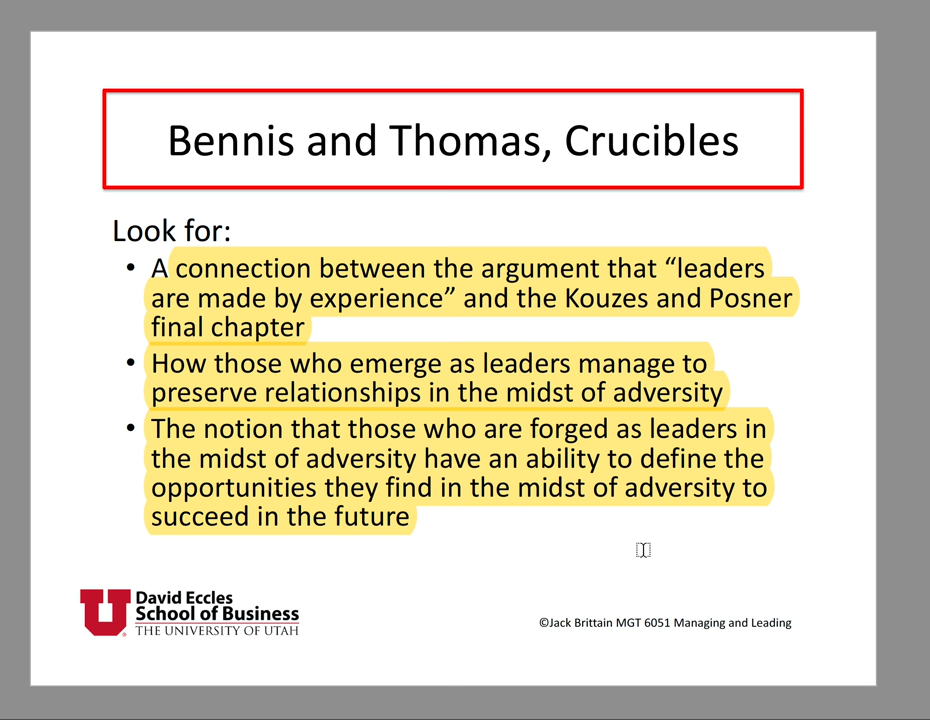 Bennis and Thomas, Crucibles
Look for:
• A connection between the argument that “leaders
are made by experience” and the Kouzes and Posner
final chapter
• How those who emerge as leaders manage to
preserve relationships in the midst of adversity
• The notion that those who are forged as leaders in
the midst of adversity have an ability to define the
opportunities they find in the midst of adversity to
succeed in the future
U
David Eccles
School of Business
THE UNIVERSITY OF UTAH
©Jack Brittain MGT 6051 Managing and Leading